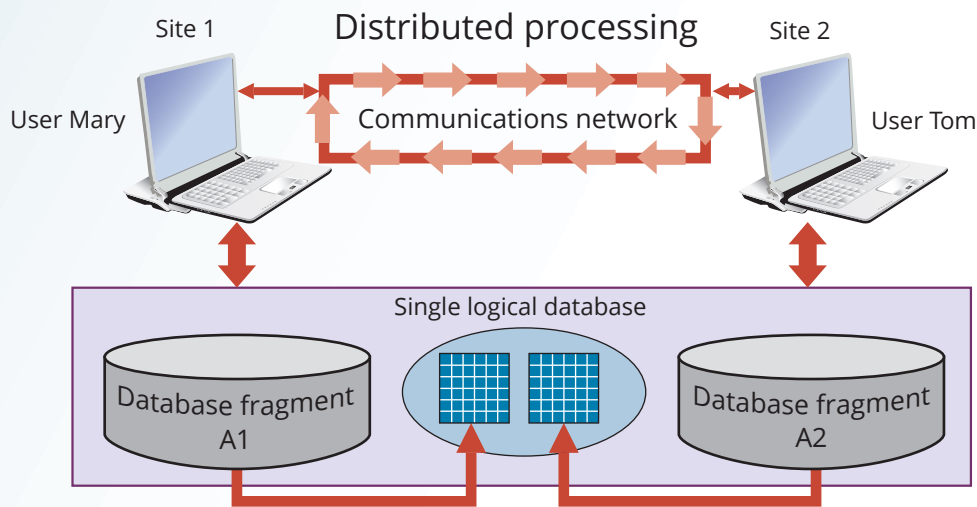 Distributed processing
Site 1
Site 2
User Mary
Communications network
User Tom
Single logical database
Database fragment
A1
Database fragment
A2